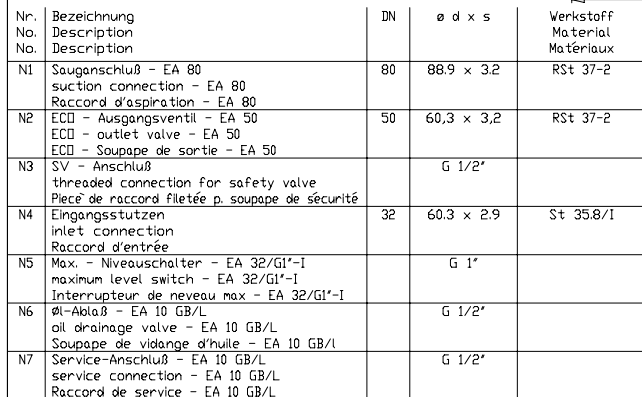 Nr. Bezeichnung DN ø d x s Werkstoff
No. Description Material
No. Description Matériaux
N1 Sauganschluß - EA 80 80 88.9 x 3.2 RSt 37-2
suction connection - EA 80
Raccord d'aspiration - EA 80
N2 ECO - Ausgangsventil - EA 50 50 60,3 x 3,2 RSt 37-2
ECO - outlet valve - EA 50
ECO - Soupape de sortie - EA 50
N3 SV - Anschluß G 1/2"
threaded connection for safety valve
Piecè de raccord filetée p. soupape de sécurité
N4 Eingangsstutzen 32 60.3 x 2.9 St 35.8/I
inlet connection
Raccord d'entrée
N5 Max. - Niveauschalter - EA 32/G1"-I G 1"
maximum level switch - EA 32/G1"-I
Interrupteur de neveau max - EA 32/G1"-I
N6 Øl-Ablaß - EA 10 GB/L G 1/2"
oil drainage valve - EA 10 GB/L
Soupape de vidange d'huile - EA 10 GB/l
N7 Service-Anschluß - EA 10 GB/L G 1/2"
service connection - EA 10 GB/L
Raccord de service - EA 10 GB/L